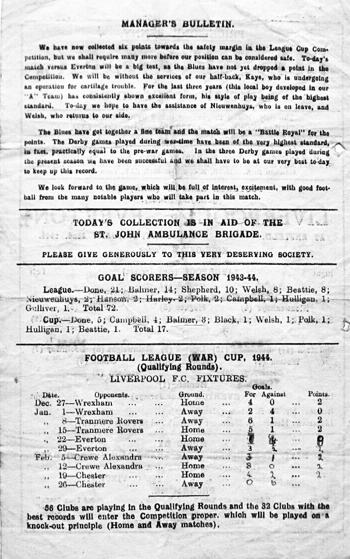 MANAGER'S BULLETIN.
We have now collected six points towards the safety margin in the League Cup Com-
petition, but we shall require many more before our position can be considered safe. To-day's
match versus Everton will be a big test, as the Blues have not yet dropped a point in the
Competition. We will be without the services of our half-back, Kaye, who is undergoing
an operation for cartilage trouble. For the last three years (this local boy developed in our
"A" Team) has consistently shown excellent form, his style of play being of the highest
standard. To-day we hope to have the assistance of Nieuwenhuys, who is on leave, and
Welsh, who returns to our side.
The Blues have got together a fine team and the match will be a "Battle Royal" for the
points. The Derby games played during war-time have been of the very highest standard,
in fact, practically equal to the pre-war games. In the three Derby games played during
the present season we have been successful and we shall have to be at our very best to-day
to keep up this record.
We look forward to the game, which will be full of interest, excitement, with good foot-
ball from the many notable players who will take part in this match.
TODAY'S COLLECTION IS IN AID OF THE
ST. JOHN AMBULANCE BRIGADE.
PLEASE GIVE GENEROUSLY TO THIS VERY DESERVING SOCIETY.
GOAL SCORERS—SEASON 1943-44.
League.—Done, 21; Balmer, 14; Shepherd, 10; Welsh, 8; Beattie, 8;
Nieuwenhuys, 2; Hanson, 2; Harley, 2; Polk, 2; Campbell, 1; Hulligan, 1;
Gulliver, 1. Total 72.
Cup.—Done, 5; Campbell, 4; Balmer, 3; Black, 1; Welsh, 1; Polk, 1;
Hulligan, 1; Beattie, 1. Total 17.
FOOTBALL LEAGUE (WAR) CUP, 1944.
(Qualifying Rounds).
LIVERPOOL F.C. FIXTURES.
Goals.
Date. Opponents. Ground. For Against Points.
Dec. 27—Wrexham ... Home ... 4 0 ... 2
Jan. 1—Wrexham ... Away ... 2 4 ... 0
,, 8—Tranmere Rovers ... Away ... 6 1 ... 2
,, 15—Tranmere Rovers ... Home ... 5 1 ... 2
,, 22—Everton ... Home ...
,, 29—Everton ... Away ...
Feb. 5—Crewe Alexandra ... Away ... 3 1
,, 12—Crewe Alexandra ... Home ... 8 0
,, 19—Chester ... Home ...
,, 26—Chester ... Away ... 0
56 Clubs are playing in the Qualifying Rounds and the 32 Clubs with the
best records will enter the Competition proper, which will be played on a
knock-out principle (Home and Away matches).